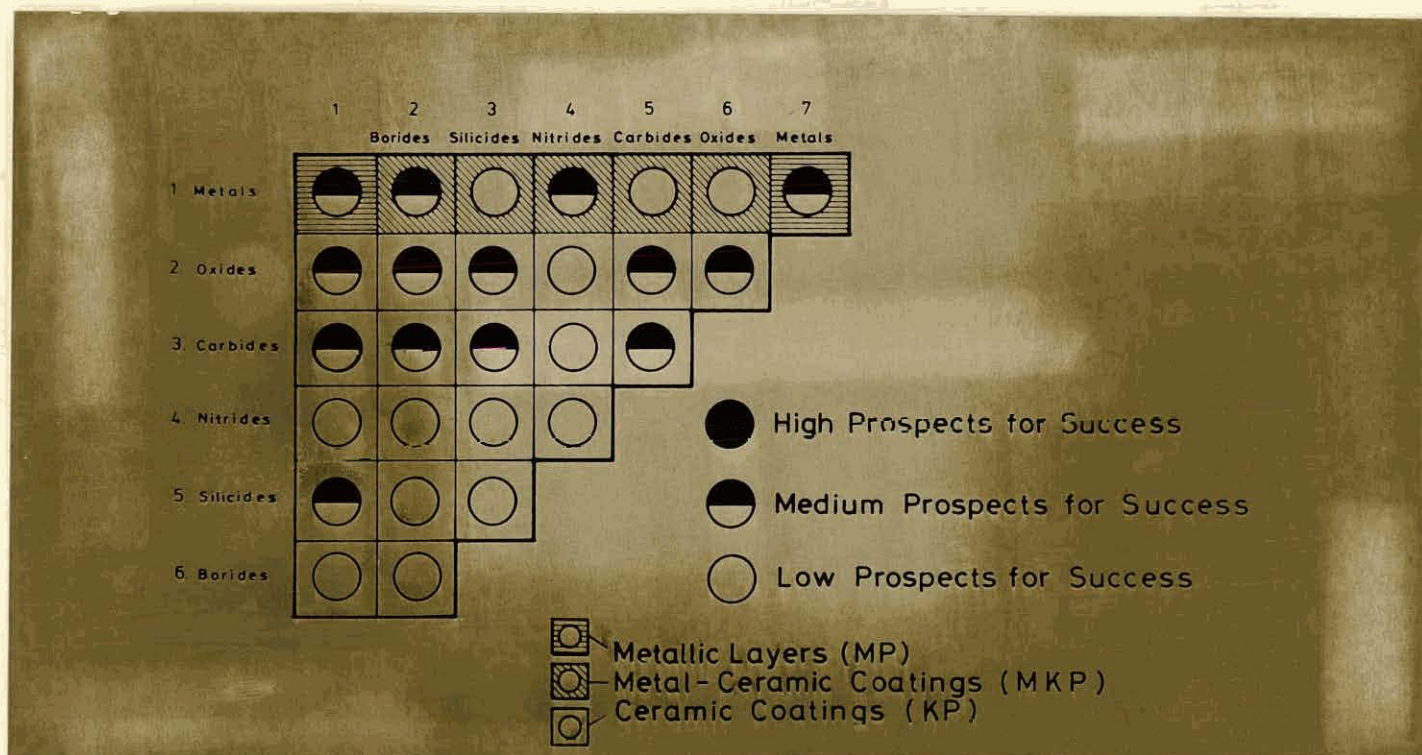 1 2 3 4 5 6 7
Borides Silicides Nitrides Carbides Oxides Metals
1 Metals
2. Oxides
3. Carbides
4. Nitrides
5. Silicides
6. Borides
High Prospects for Success
Medium Prospects for Success
Low Prospects for Success
Metallic Layers (MP)
Metal-Ceramic Coatings (MKP)
Ceramic Coatings (KP)